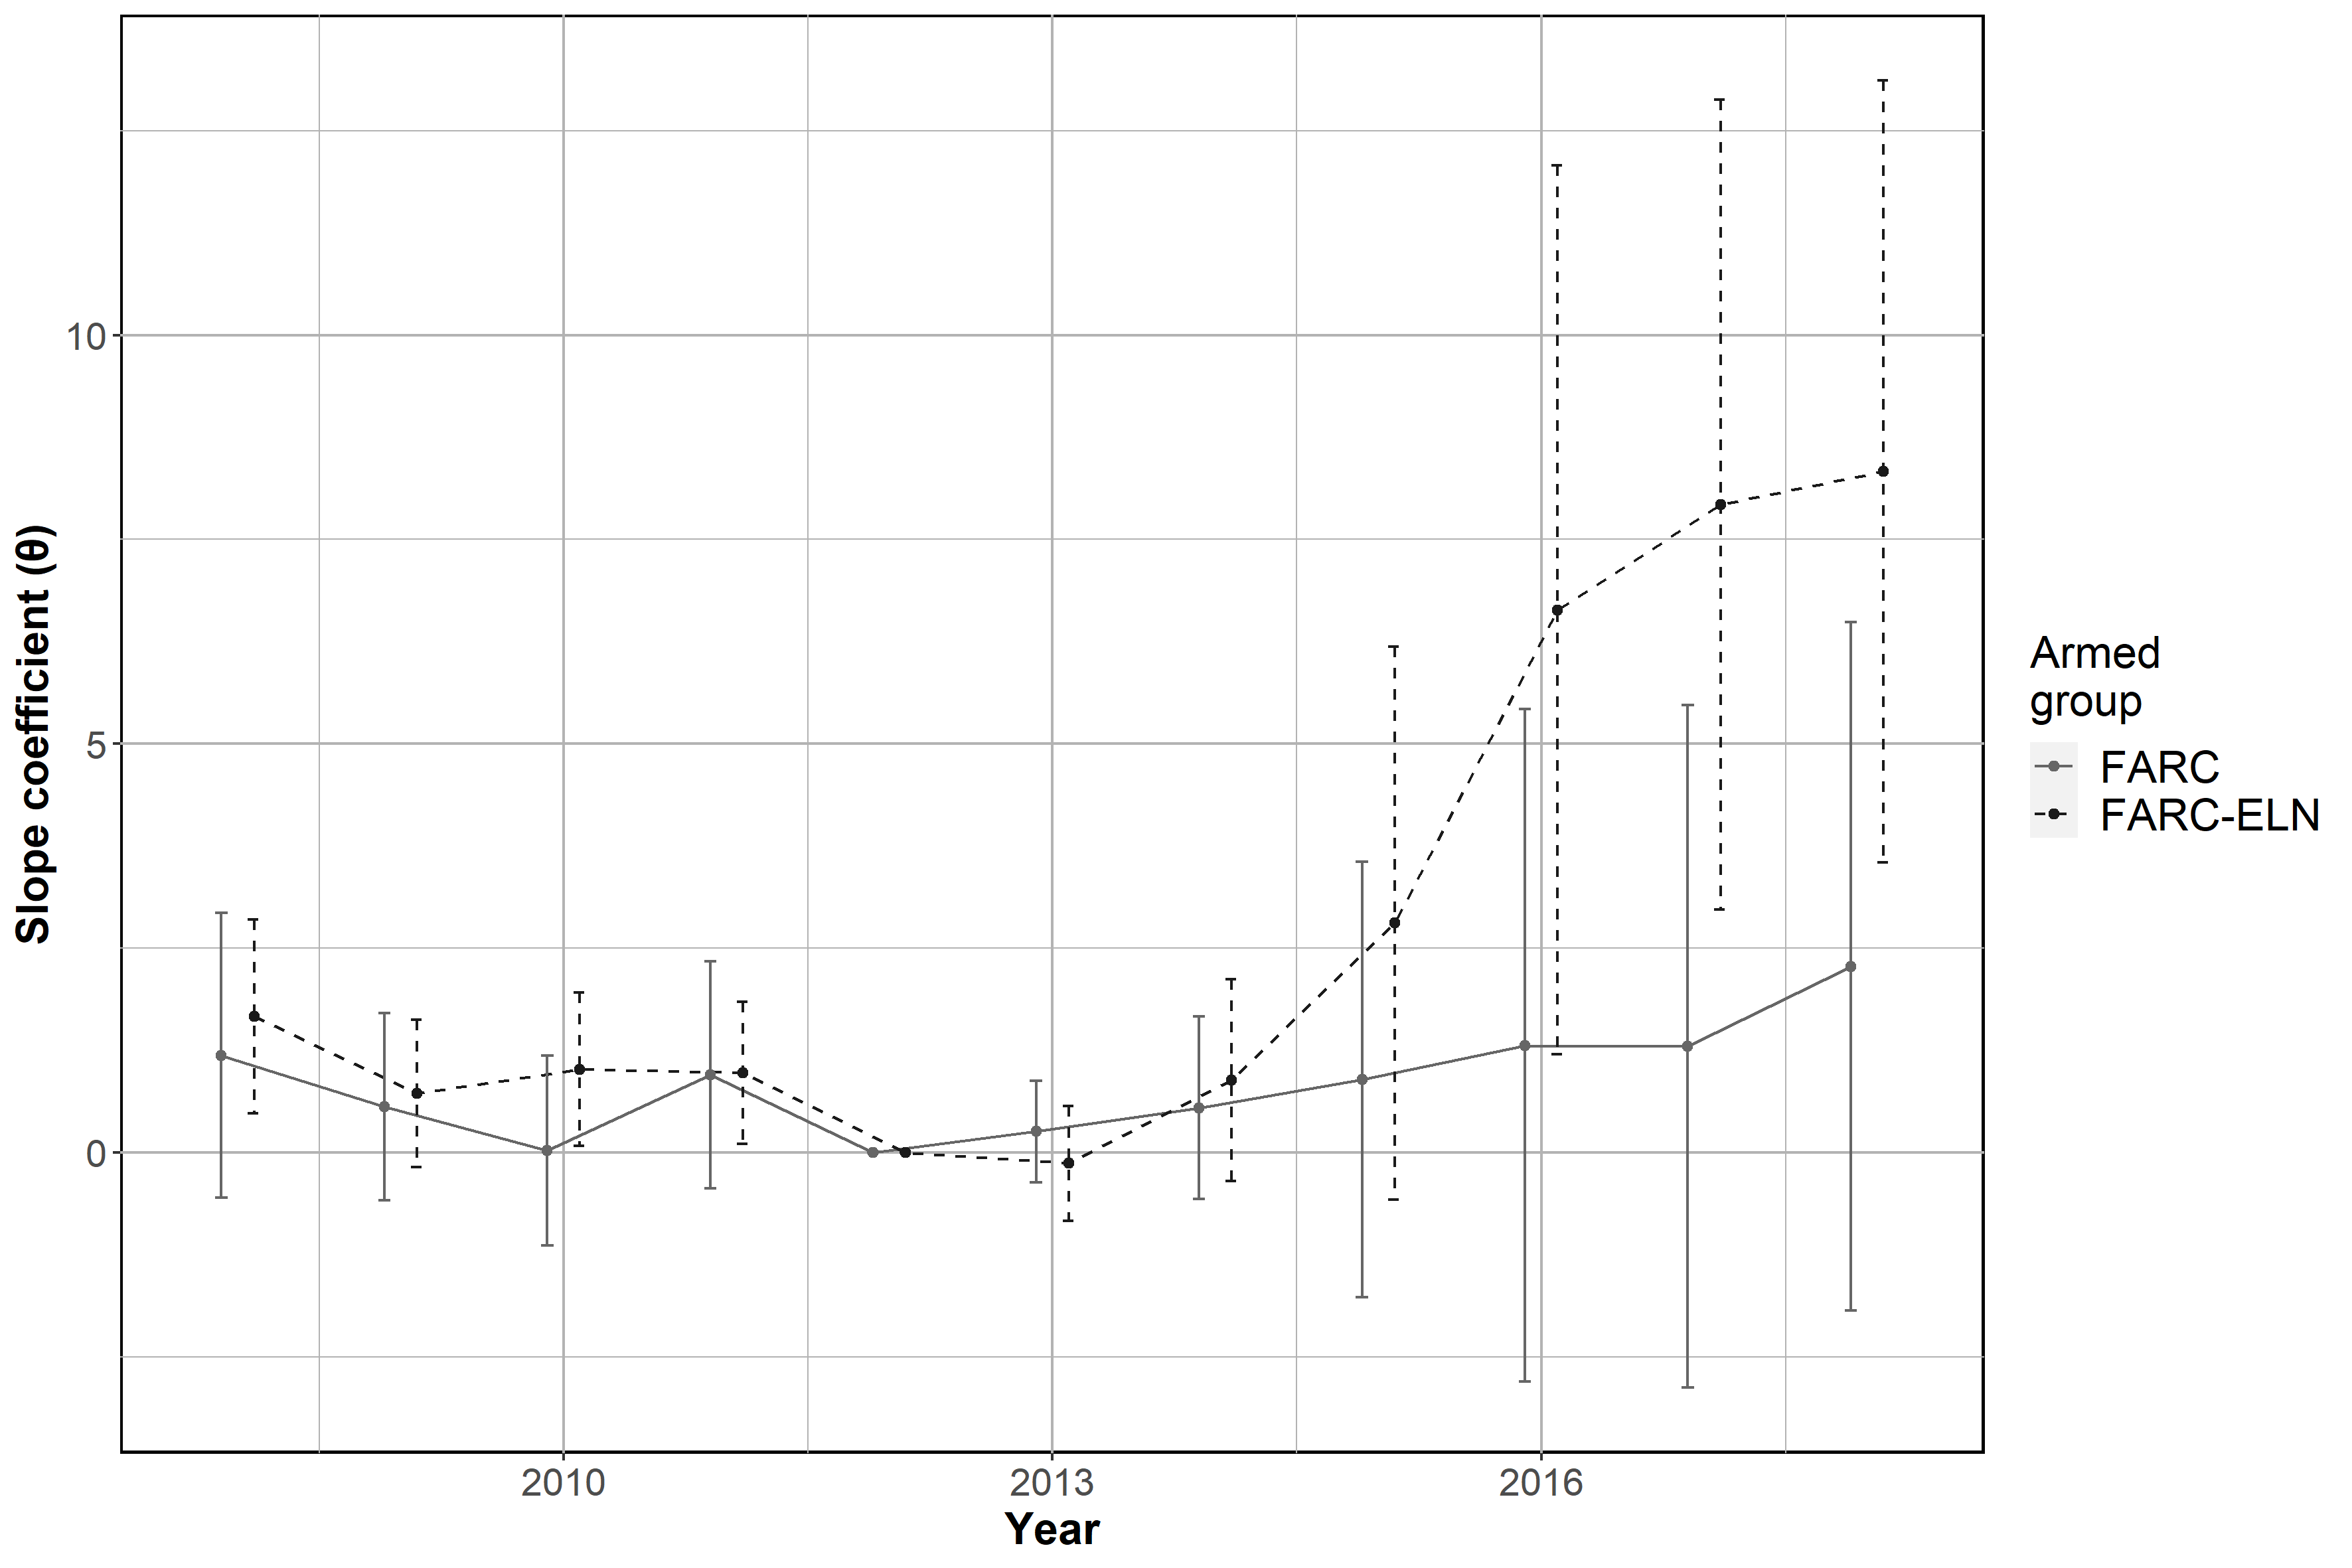 Slope coefficient (θ)
10
5
0
2010
2013
2016
Year
Armed
group
FARC
FARC-ELN